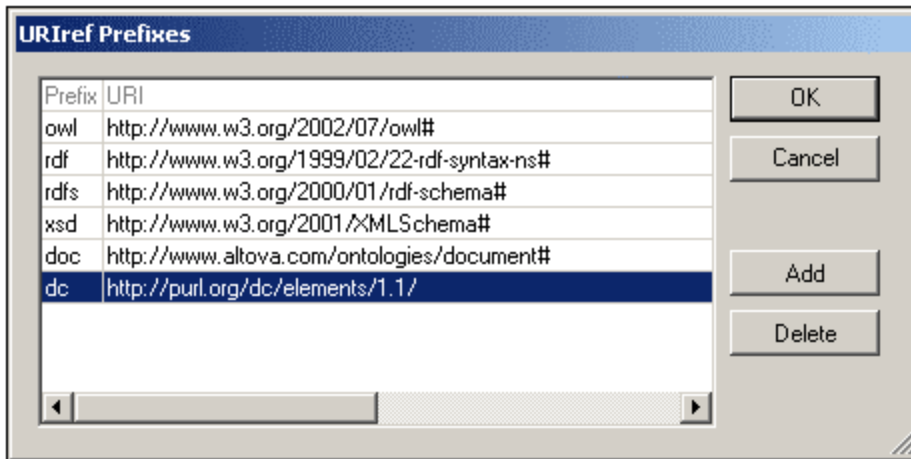 URIref Prefixes
Prefix URI
owl http://www.w3.org/2002/07/owl#
rdf http://www.w3.org/1999/02/22-rdf-syntax-ns#
rdfs http://www.w3.org/2000/01/rdf-schema#
xsd http://www.w3.org/2001/XMLSchema#
doc http://www.altova.com/ontologies/document#
dc http://purl.org/dc/elements/1.1/
OK
Cancel
Add
Delete